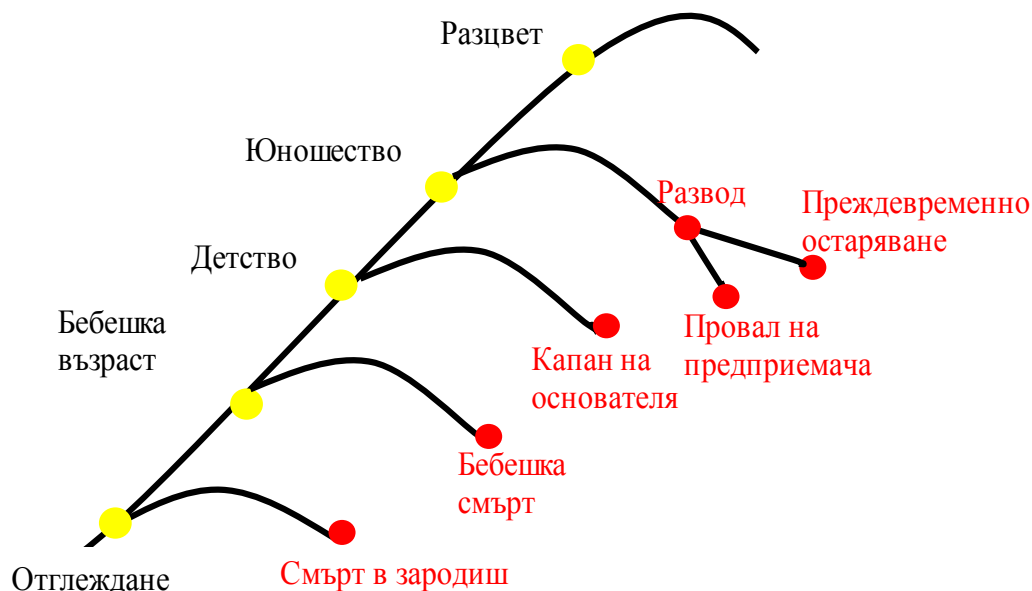 Разцвет
Юношество
Развод
Преждевременно
остаряване
Детство
Бебешка
възраст
Провал на
предприемача
Капан на
основателя
Бебешка
смърт
Отглеждане
Смърт в зародиш